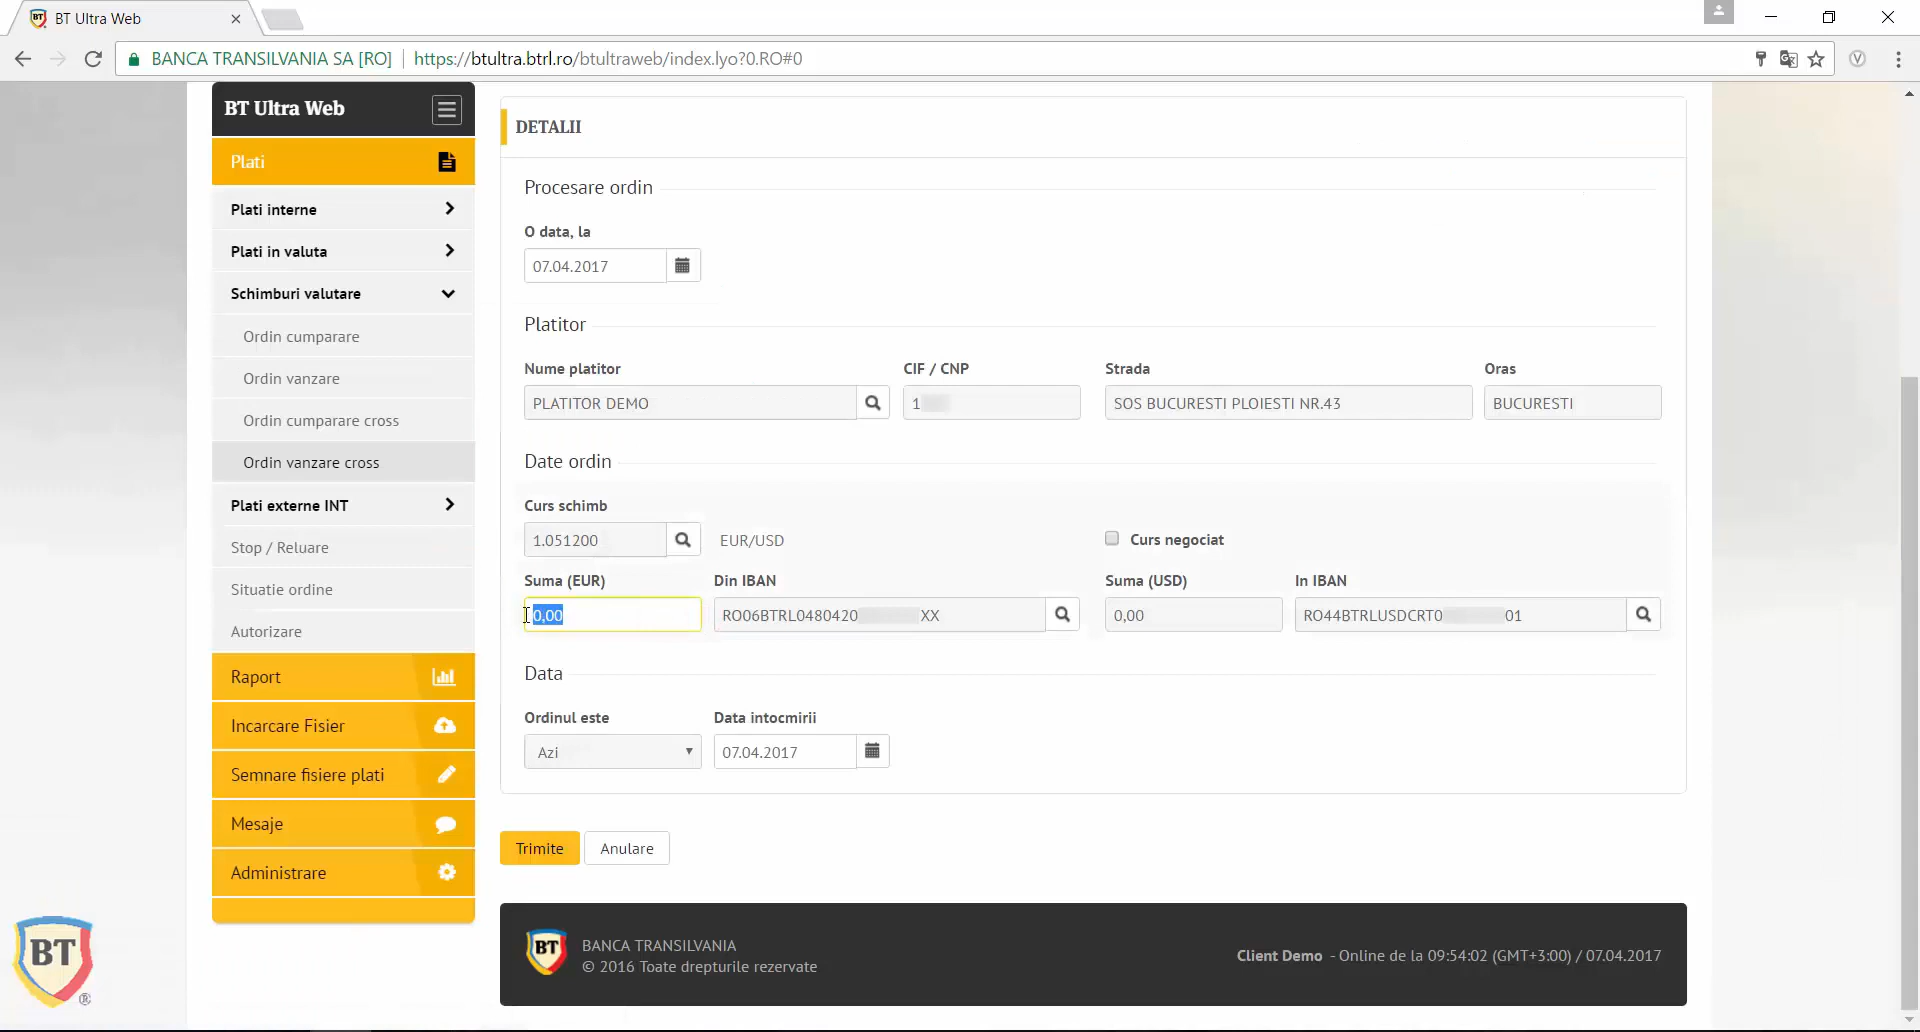 BT Ultra Web
BANCA TRANSILVANIA SA [RO] https://btultra.btrl.ro/btultraweb/index.lyo?0.RO#0
BT Ultra Web
Plati
Plati interne
Plati in valuta
Schimburi valutare
Ordin cumparare
Ordin vanzare
Ordin cumparare cross
Ordin vanzare cross
Plati externe INT
Stop / Reluare
Situatie ordine
Autorizare
Raport
Incarcare Fisier
Semnare fisiere plati
Mesaje
Administrare
DETALII
Procesare ordin
O data, la
07.04.2017
Platitor
Nume platitor CIF / CNP Strada Oras
PLATITOR DEMO 1 SOS BUCURESTI PLOIESTI NR.43 BUCURESTI
Date ordin
Curs schimb
1.051200 EUR/USD Curs negociat
Suma (EUR) Din IBAN Suma (USD) In IBAN
0,00 RO06BTRL0480420 XX 0,00 RO44BTRLUSDCRT0 01
Data
Ordinul este Data intocmirii
Azi 07.04.2017
Trimite Anulare
BT
BANCA TRANSILVANIA
© 2016 Toate drepturile rezervate
Client Demo - Online de la 09:54:02 (GMT+3:00) / 07.04.2017
BT ®